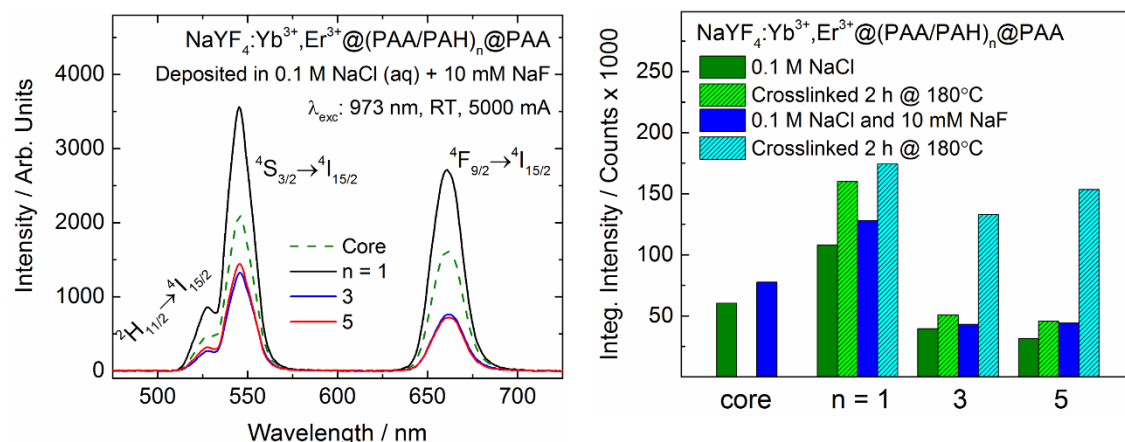 NaYF₄:Yb³⁺,Er³⁺@(PAA/PAH)ₙ@PAA
Deposited in 0.1 M NaCl (aq) + 10 mM NaF
λexc: 973 nm, RT, 5000 mA
⁴S₃/₂→⁴I₁₅/₂
⁴F₉/₂→⁴I₁₅/₂
²H₁₁/₂→⁴I₁₅/₂
Core
n = 1
3
5
Intensity / Arb. Units
4000
3000
2000
1000
0
500 550 600 650 700
Wavelength / nm
NaYF₄:Yb³⁺,Er³⁺@(PAA/PAH)ₙ@PAA
0.1 M NaCl
Crosslinked 2 h @ 180°C
0.1 M NaCl and 10 mM NaF
Crosslinked 2 h @ 180°C
Integ. Intensity / Counts x 1000
250
200
150
100
50
core n = 1 3 5